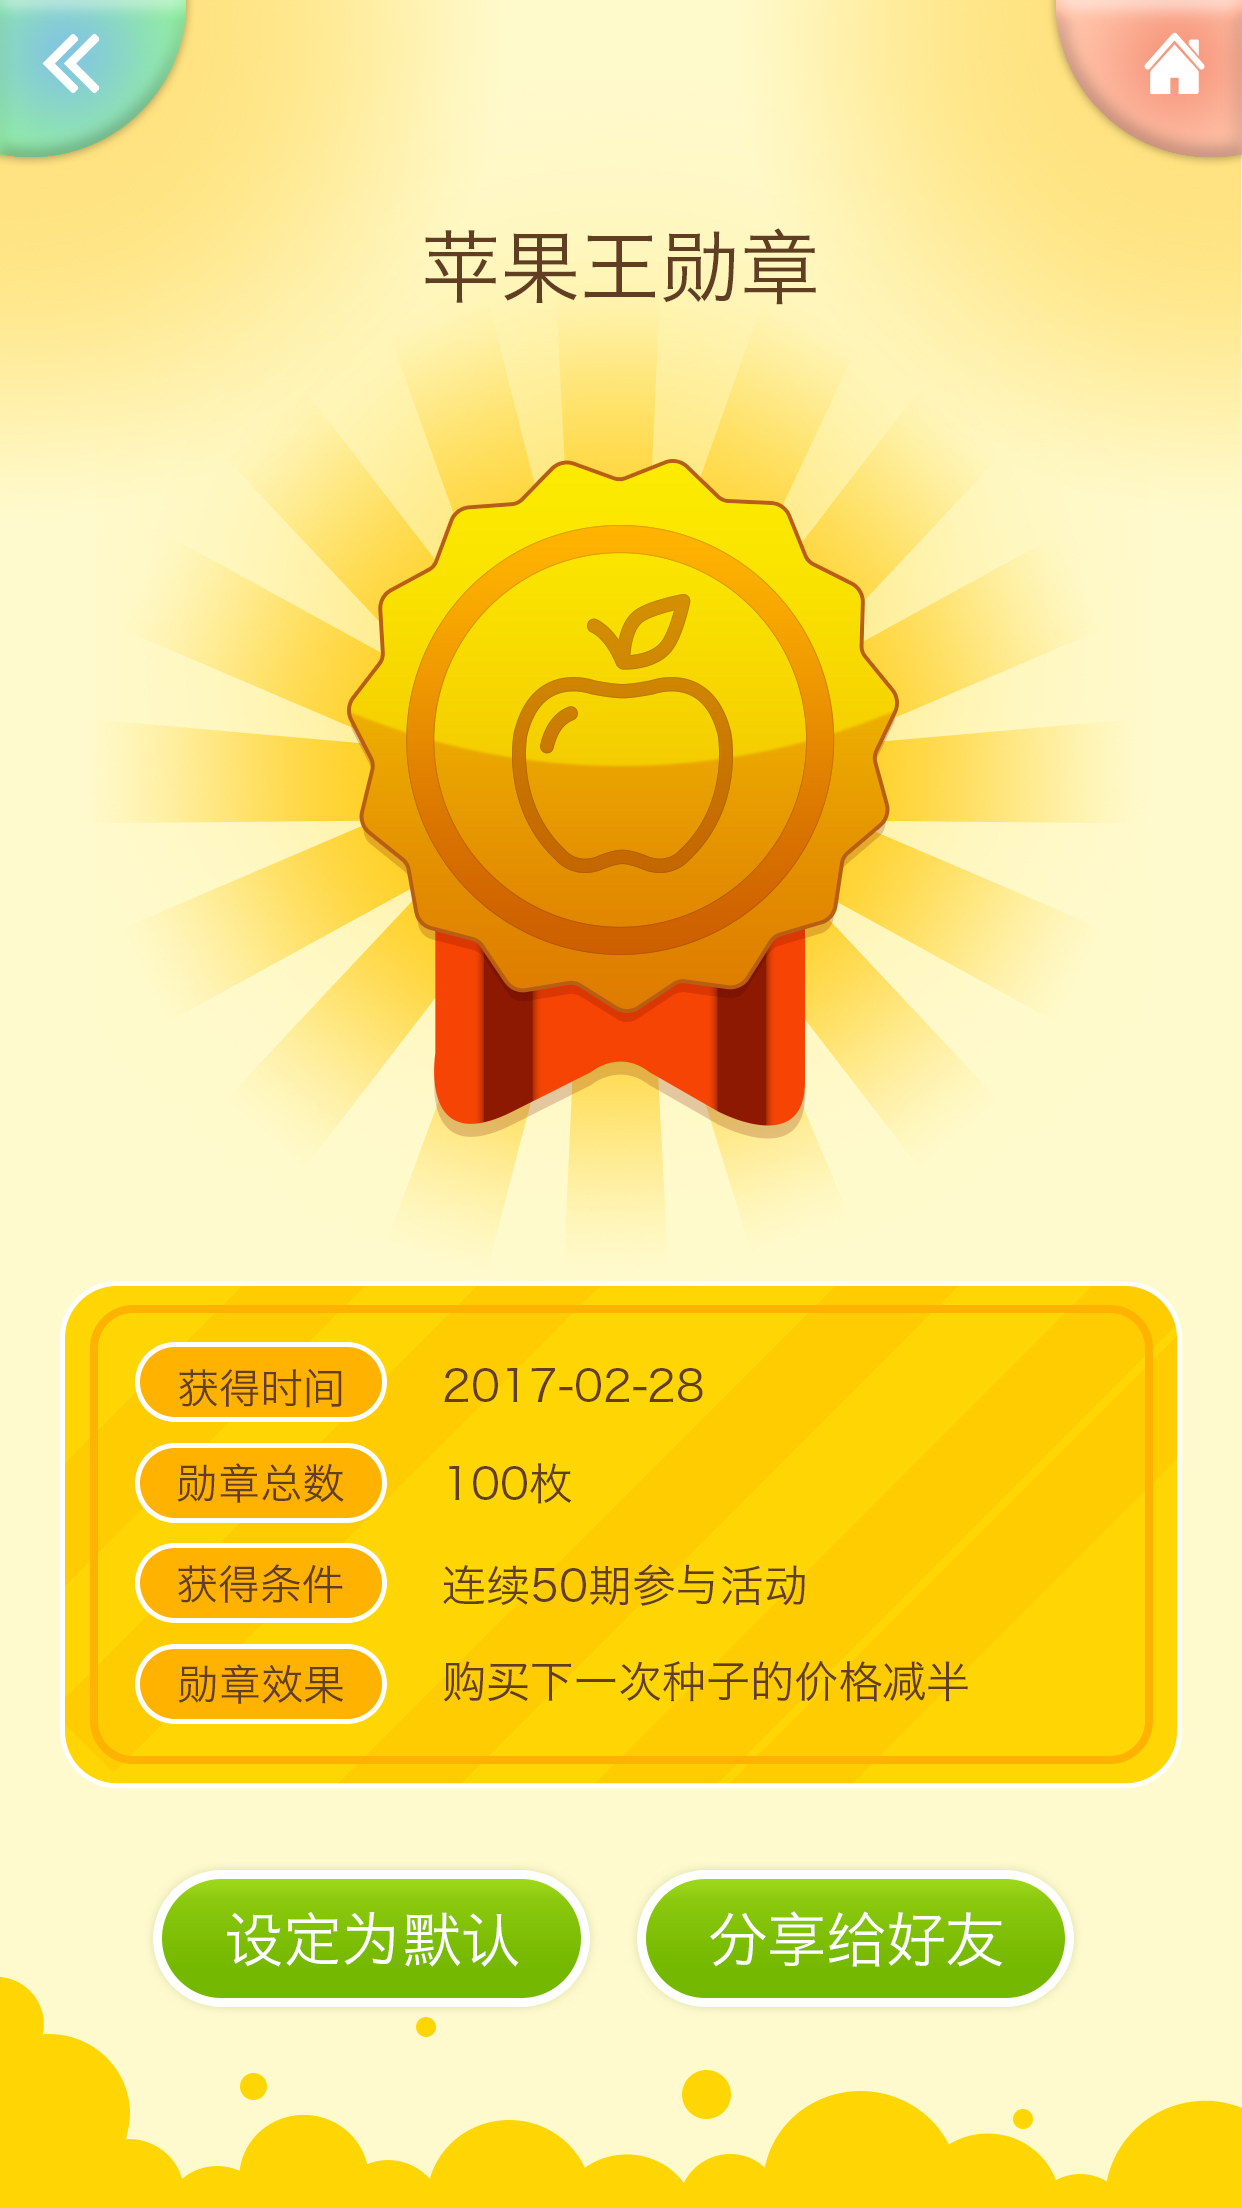 苹果王勋章
获得时间 2017-02-28
勋章总数 100枚
获得条件 连续50期参与活动
勋章效果 购买下一次种子的价格减半
设定为默认 分享给好友